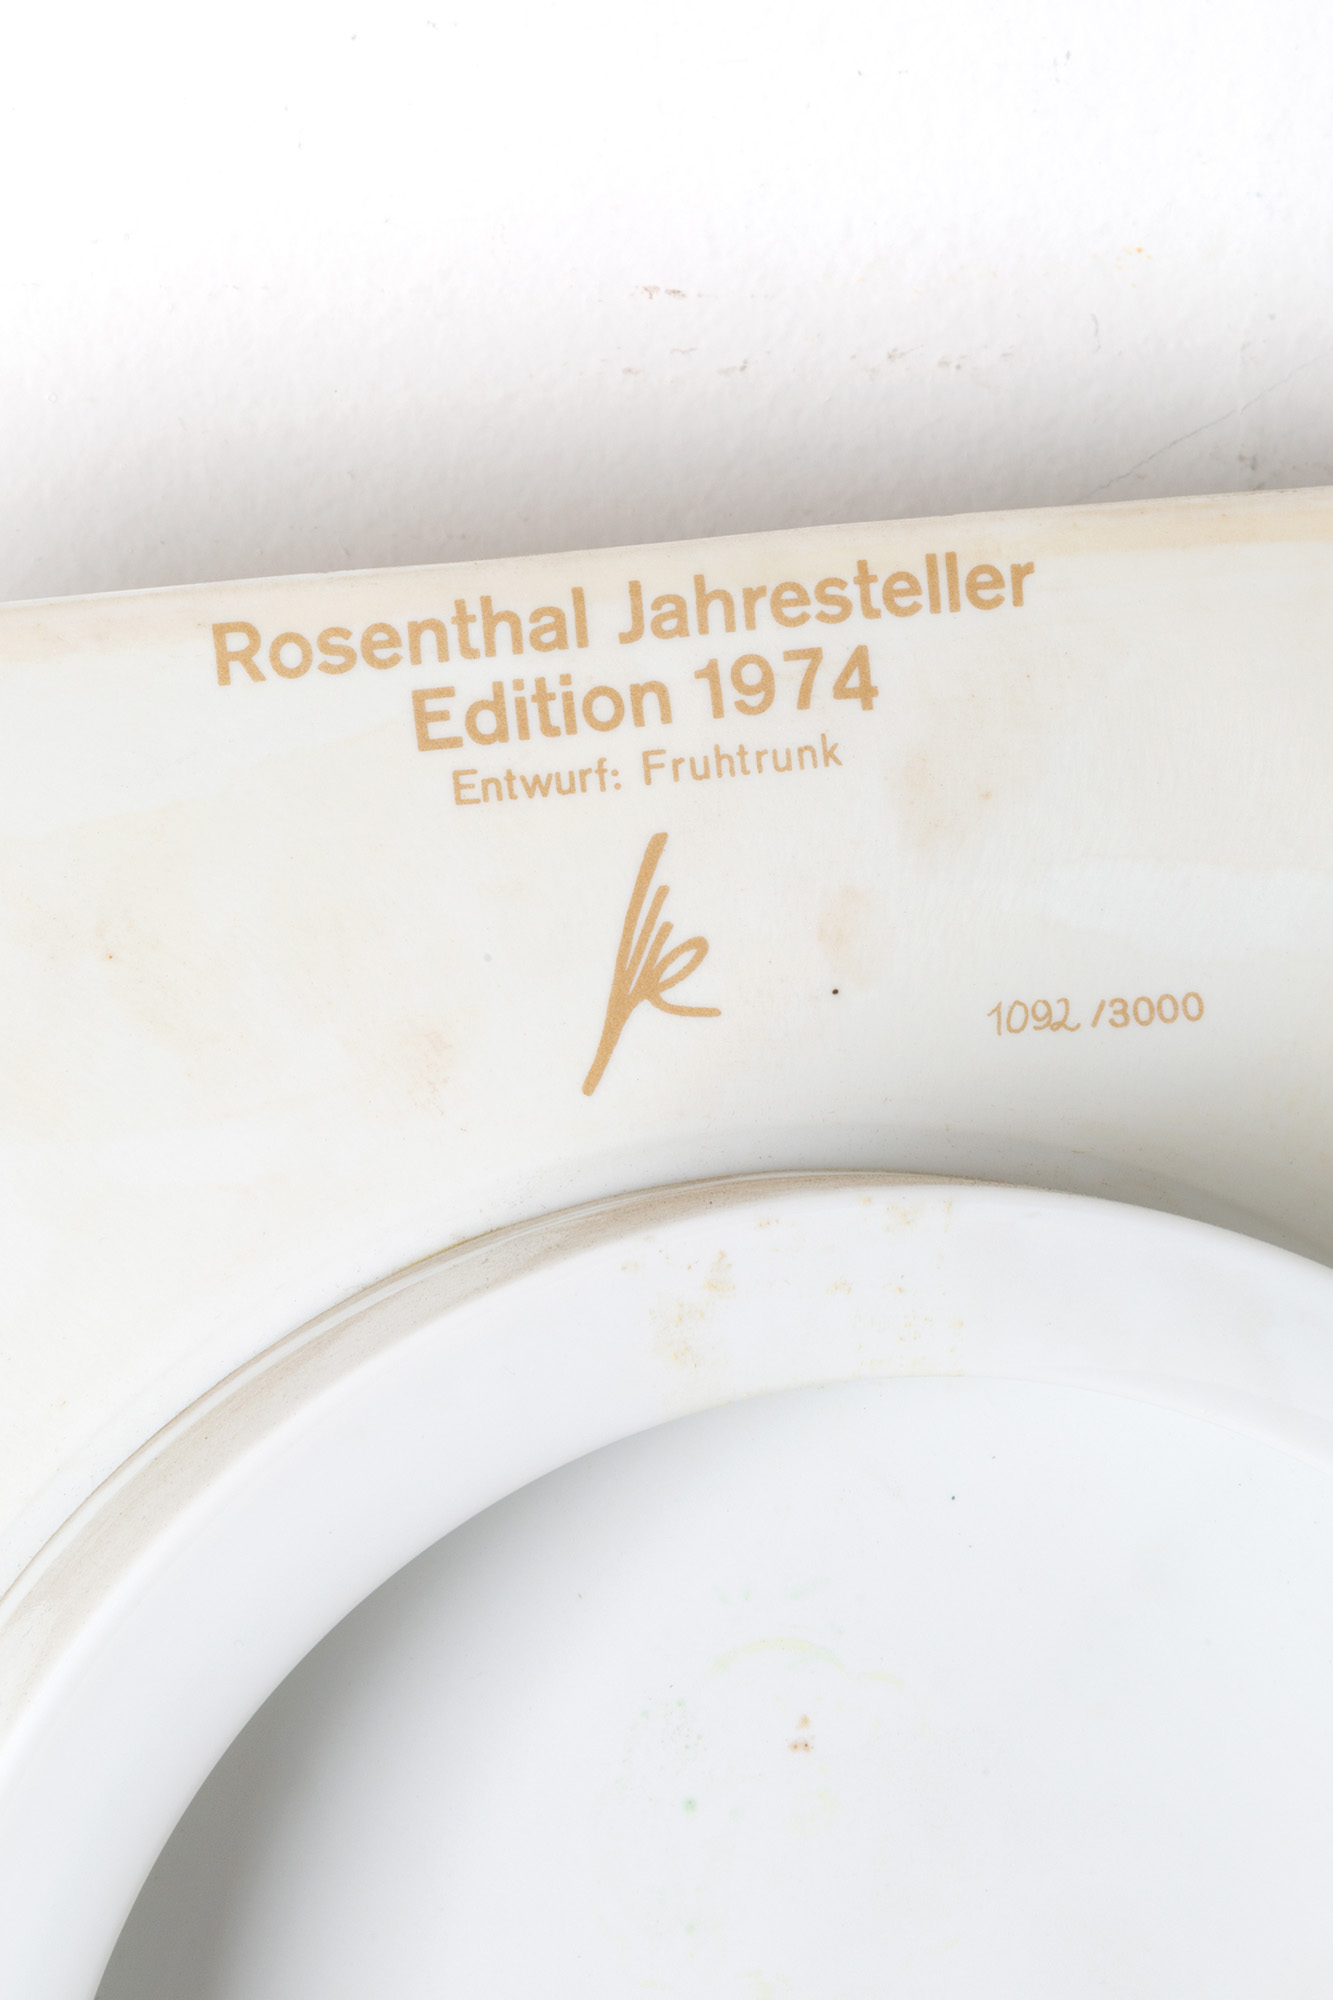 Rosenthal Jahresteller
Edition 1974
Entwurf: Fruhtrunk
1092 /3000